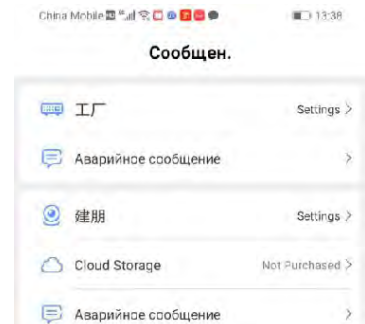 China Mobile 13:38
Сообщен.
工厂 Settings >
Аварийное сообщение >
建朋 Settings >
Cloud Storage Not Purchased >
Аварийное сообщение >